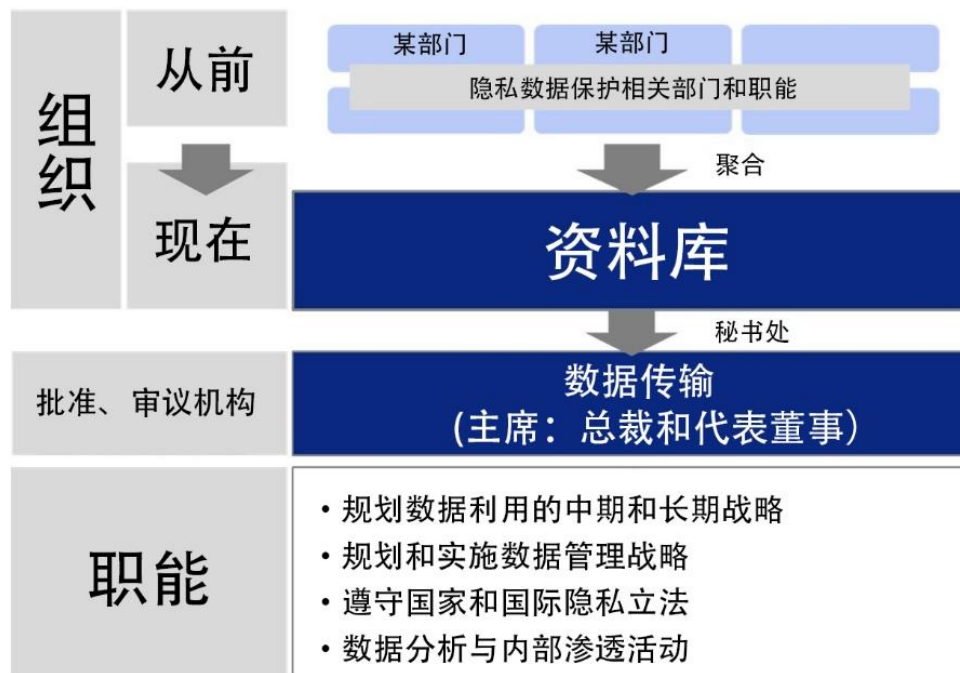 组织
从前
某部门
某部门
隐私数据保护相关部门和职能
聚合
现在
资料库
秘书处
批准、审议机构
数据传输
(主席：总裁和代表董事）
职能
・规划数据利用的中期和长期战略
・规划和实施数据管理战略
・遵守国家和国际隐私立法
・数据分析与内部渗透活动